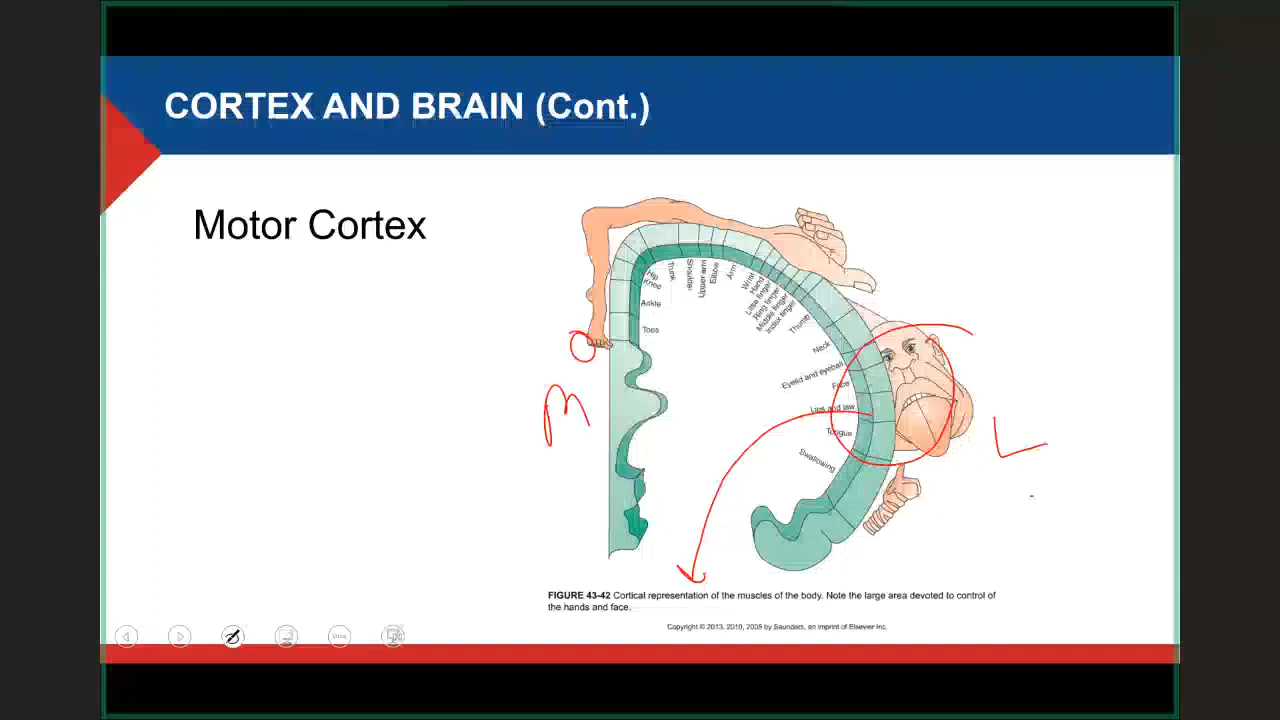 CORTEX AND BRAIN (Cont.)
Motor Cortex
Hip
Knee
Ankle
Toes
Trunk
Shoulder
Upper arm
Elbow
Arm
Wrist
Hand
Little finger
Ring finger
Middle finger
Index finger
Thumb
Neck
Eyelid and eyeball
Face
Lips and jaw
Tongue
Swallowing
M
L
FIGURE 43-42 Cortical representation of the muscles of the body. Note the large area devoted to control of
the hands and face.
Copyright © 2013, 2010, 2005 by Saunders, an imprint of Elsevier Inc.